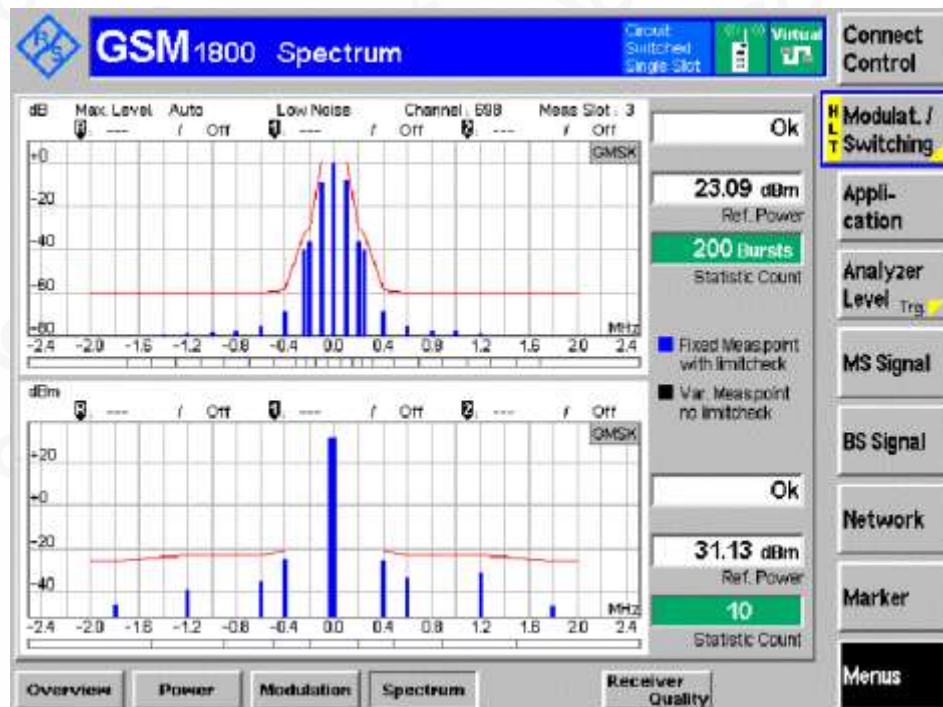 R S
GSM 1800 Spectrum
Circuit Switched Single Slot
Virtual
Connect Control
dB Max. Level Auto Low Noise Channel: 698 Meas Slot: 3
R: --- / Off 1: --- / Off 2: --- / Off
GMSK
+0
-20
-40
-60
-80
MHz
-2.4 -2.0 -1.6 -1.2 -0.8 -0.4 0.0 0.4 0.8 1.2 1.6 2.0 2.4
Ok
23.09 dBm
Ref. Power
200 Bursts
Statistic Count
Fixed Meas.point
with limitcheck
Var. Meas.point
no limitcheck
dBm
R: --- / Off 1: --- / Off 2: --- / Off
GMSK
+20
+0
-20
-40
MHz
-2.4 -2.0 -1.6 -1.2 -0.8 -0.4 0.0 0.4 0.8 1.2 1.6 2.0 2.4
Ok
31.13 dBm
Ref. Power
10
Statistic Count
HLT
Modulat. /
Switching
Appli-
cation
Analyzer
Level Trg.
MS Signal
BS Signal
Network
Marker
Menus
Overview Power Modulation Spectrum Receiver Quality